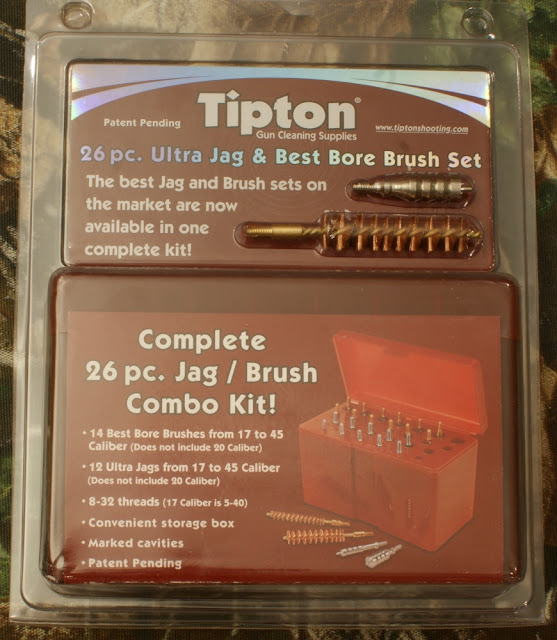 Patent Pending
Tipton®
Gun Cleaning Supplies
www.tiptonshooting.com
26 pc. Ultra Jag & Best Bore Brush Set
The best Jag and Brush sets on
the market are now
available in one
complete kit!
Complete
26 pc. Jag / Brush
Combo Kit!
• 14 Best Bore Brushes from 17 to 45
Caliber (Does not include 20 Caliber)
• 12 Ultra Jags from 17 to 45 Caliber
(Does not include 20 Caliber)
• 8-32 threads (17 Caliber is 5-40)
• Convenient storage box
• Marked cavities
• Patent Pending